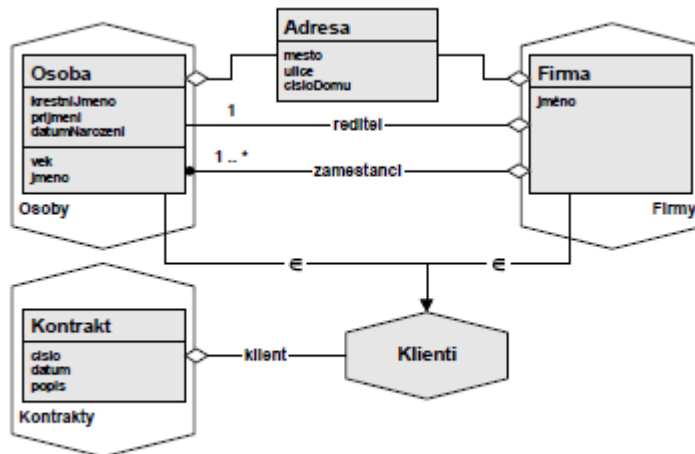 Adresa
mesto
ulice
cisloDomu
Osoba
krestniJmeno
prijmeni
datumNarozeni
vek
jmeno
Osoby
Firma
jméno
Firmy
1
reditel
1 .. *
zamestanci
∈
∈
Kontrakt
cislo
datum
popis
Kontrakty
klient
Klienti